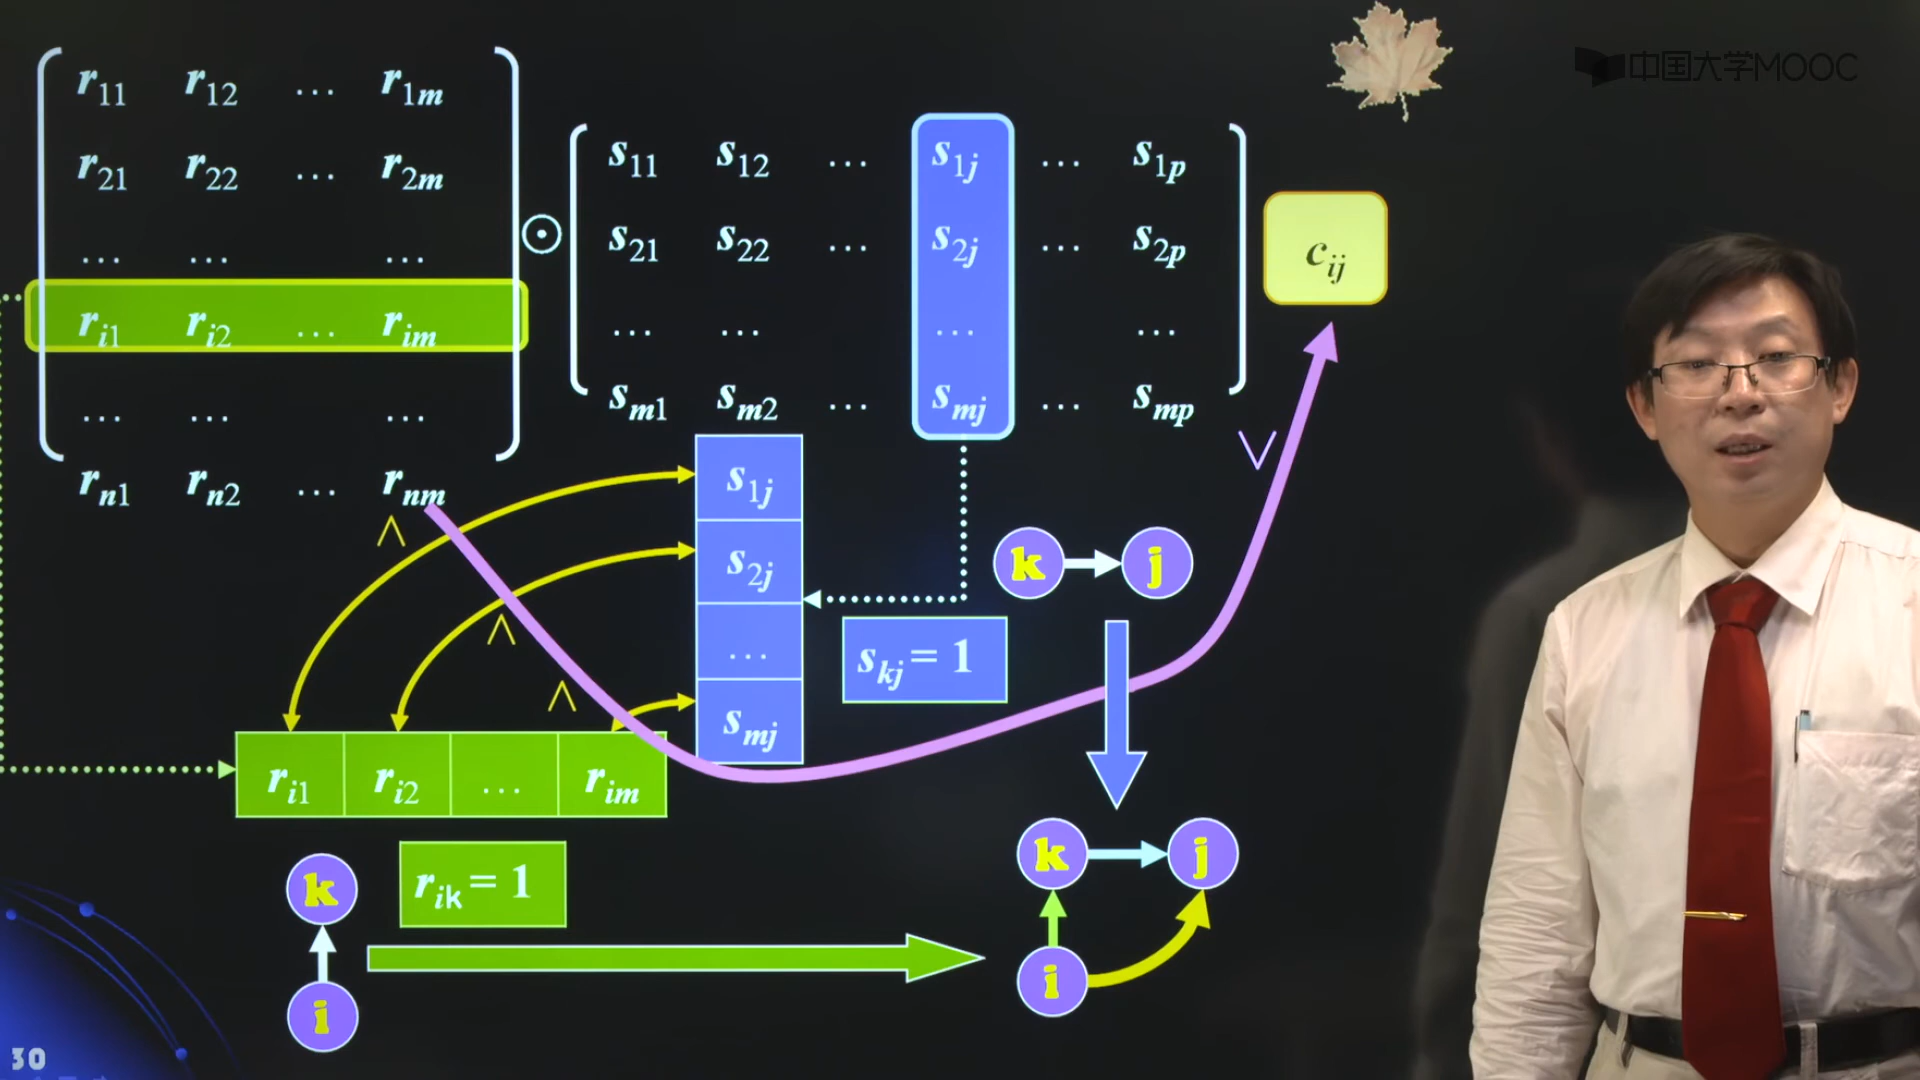 中国大学MOOC
r11 r12 … r1m
r21 r22 … r2m
… … …
ri1 ri2 … rim
… … …
rn1 rn2 … rnm
⊙
s11 s12 … s1j … s1p
s21 s22 … s2j … s2p
… … … …
sm1 sm2 … smj … smp
cij
∨
s1j
s2j
…
smj
∧
∧
∧
k j
skj = 1
ri1 ri2 … rim
k
rik = 1
i
k j
i
30